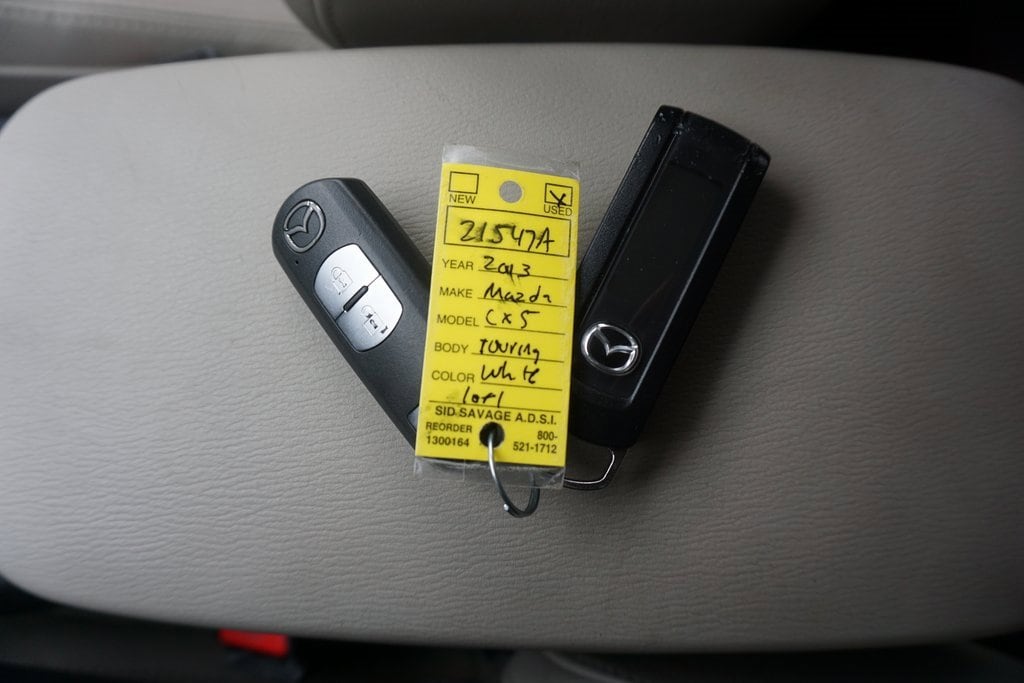 NEW USED
21547A
YEAR 2013
MAKE Mazda
MODEL CX5
BODY Touring
COLOR White
SID SAVAGE A.D.S.I.
REORDER 800-
1300164 521-1712